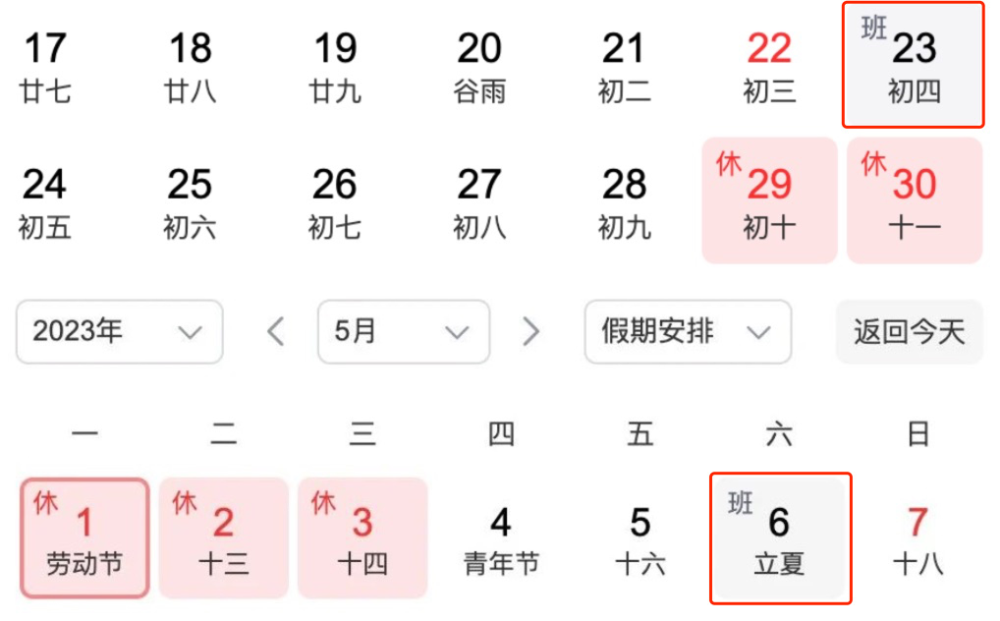 17 18 19 20 21 22 班 23
廿七 廿八 廿九 谷雨 初二 初三 初四
24 25 26 27 28 休 29 休 30
初五 初六 初七 初八 初九 初十 十一
2023年 5月 假期安排 返回今天
一 二 三 四 五 六 日
休 1 休 2 休 3 4 5 班 6 7
劳动节 十三 十四 青年节 十六 立夏 十八